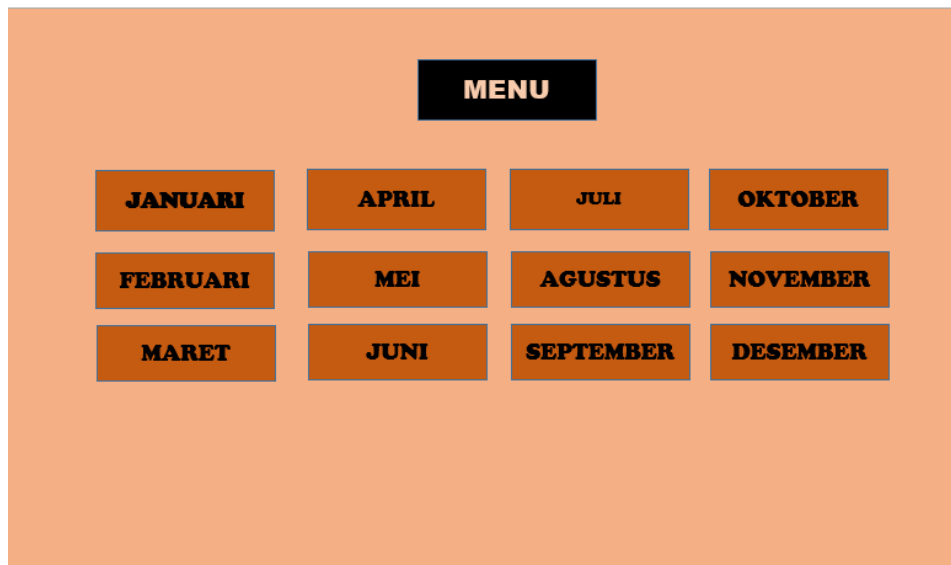 MENU
JANUARI
APRIL
JULI
OKTOBER
FEBRUARI
MEI
AGUSTUS
NOVEMBER
MARET
JUNI
SEPTEMBER
DESEMBER